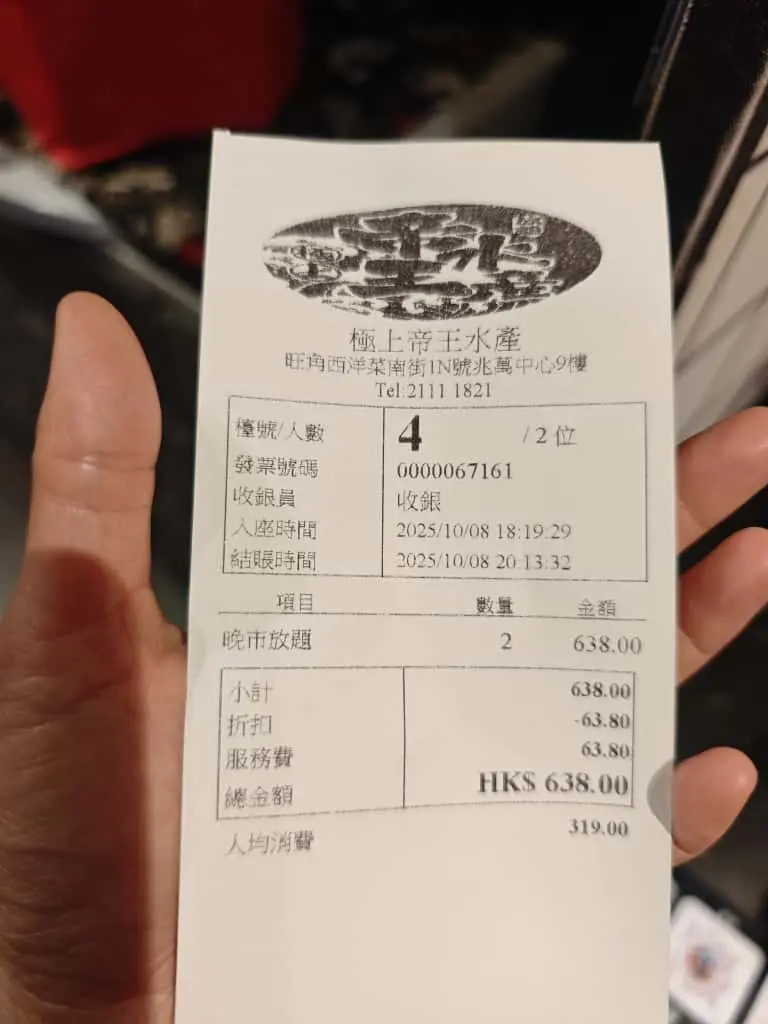 極上帝王水產
旺角西洋菜南街1N號兆萬中心9樓
Tel:2111 1821
檯號/人數 4 / 2 位
發票號碼 0000067161
收銀員 收銀
入座時間 2025/10/08 18:19:29
結賬時間 2025/10/08 20:13:32
項目 數量 金額
晚市放題 2 638.00
小計 638.00
折扣 -63.80
服務費 63.80
總金額 HK$ 638.00
人均消費 319.00